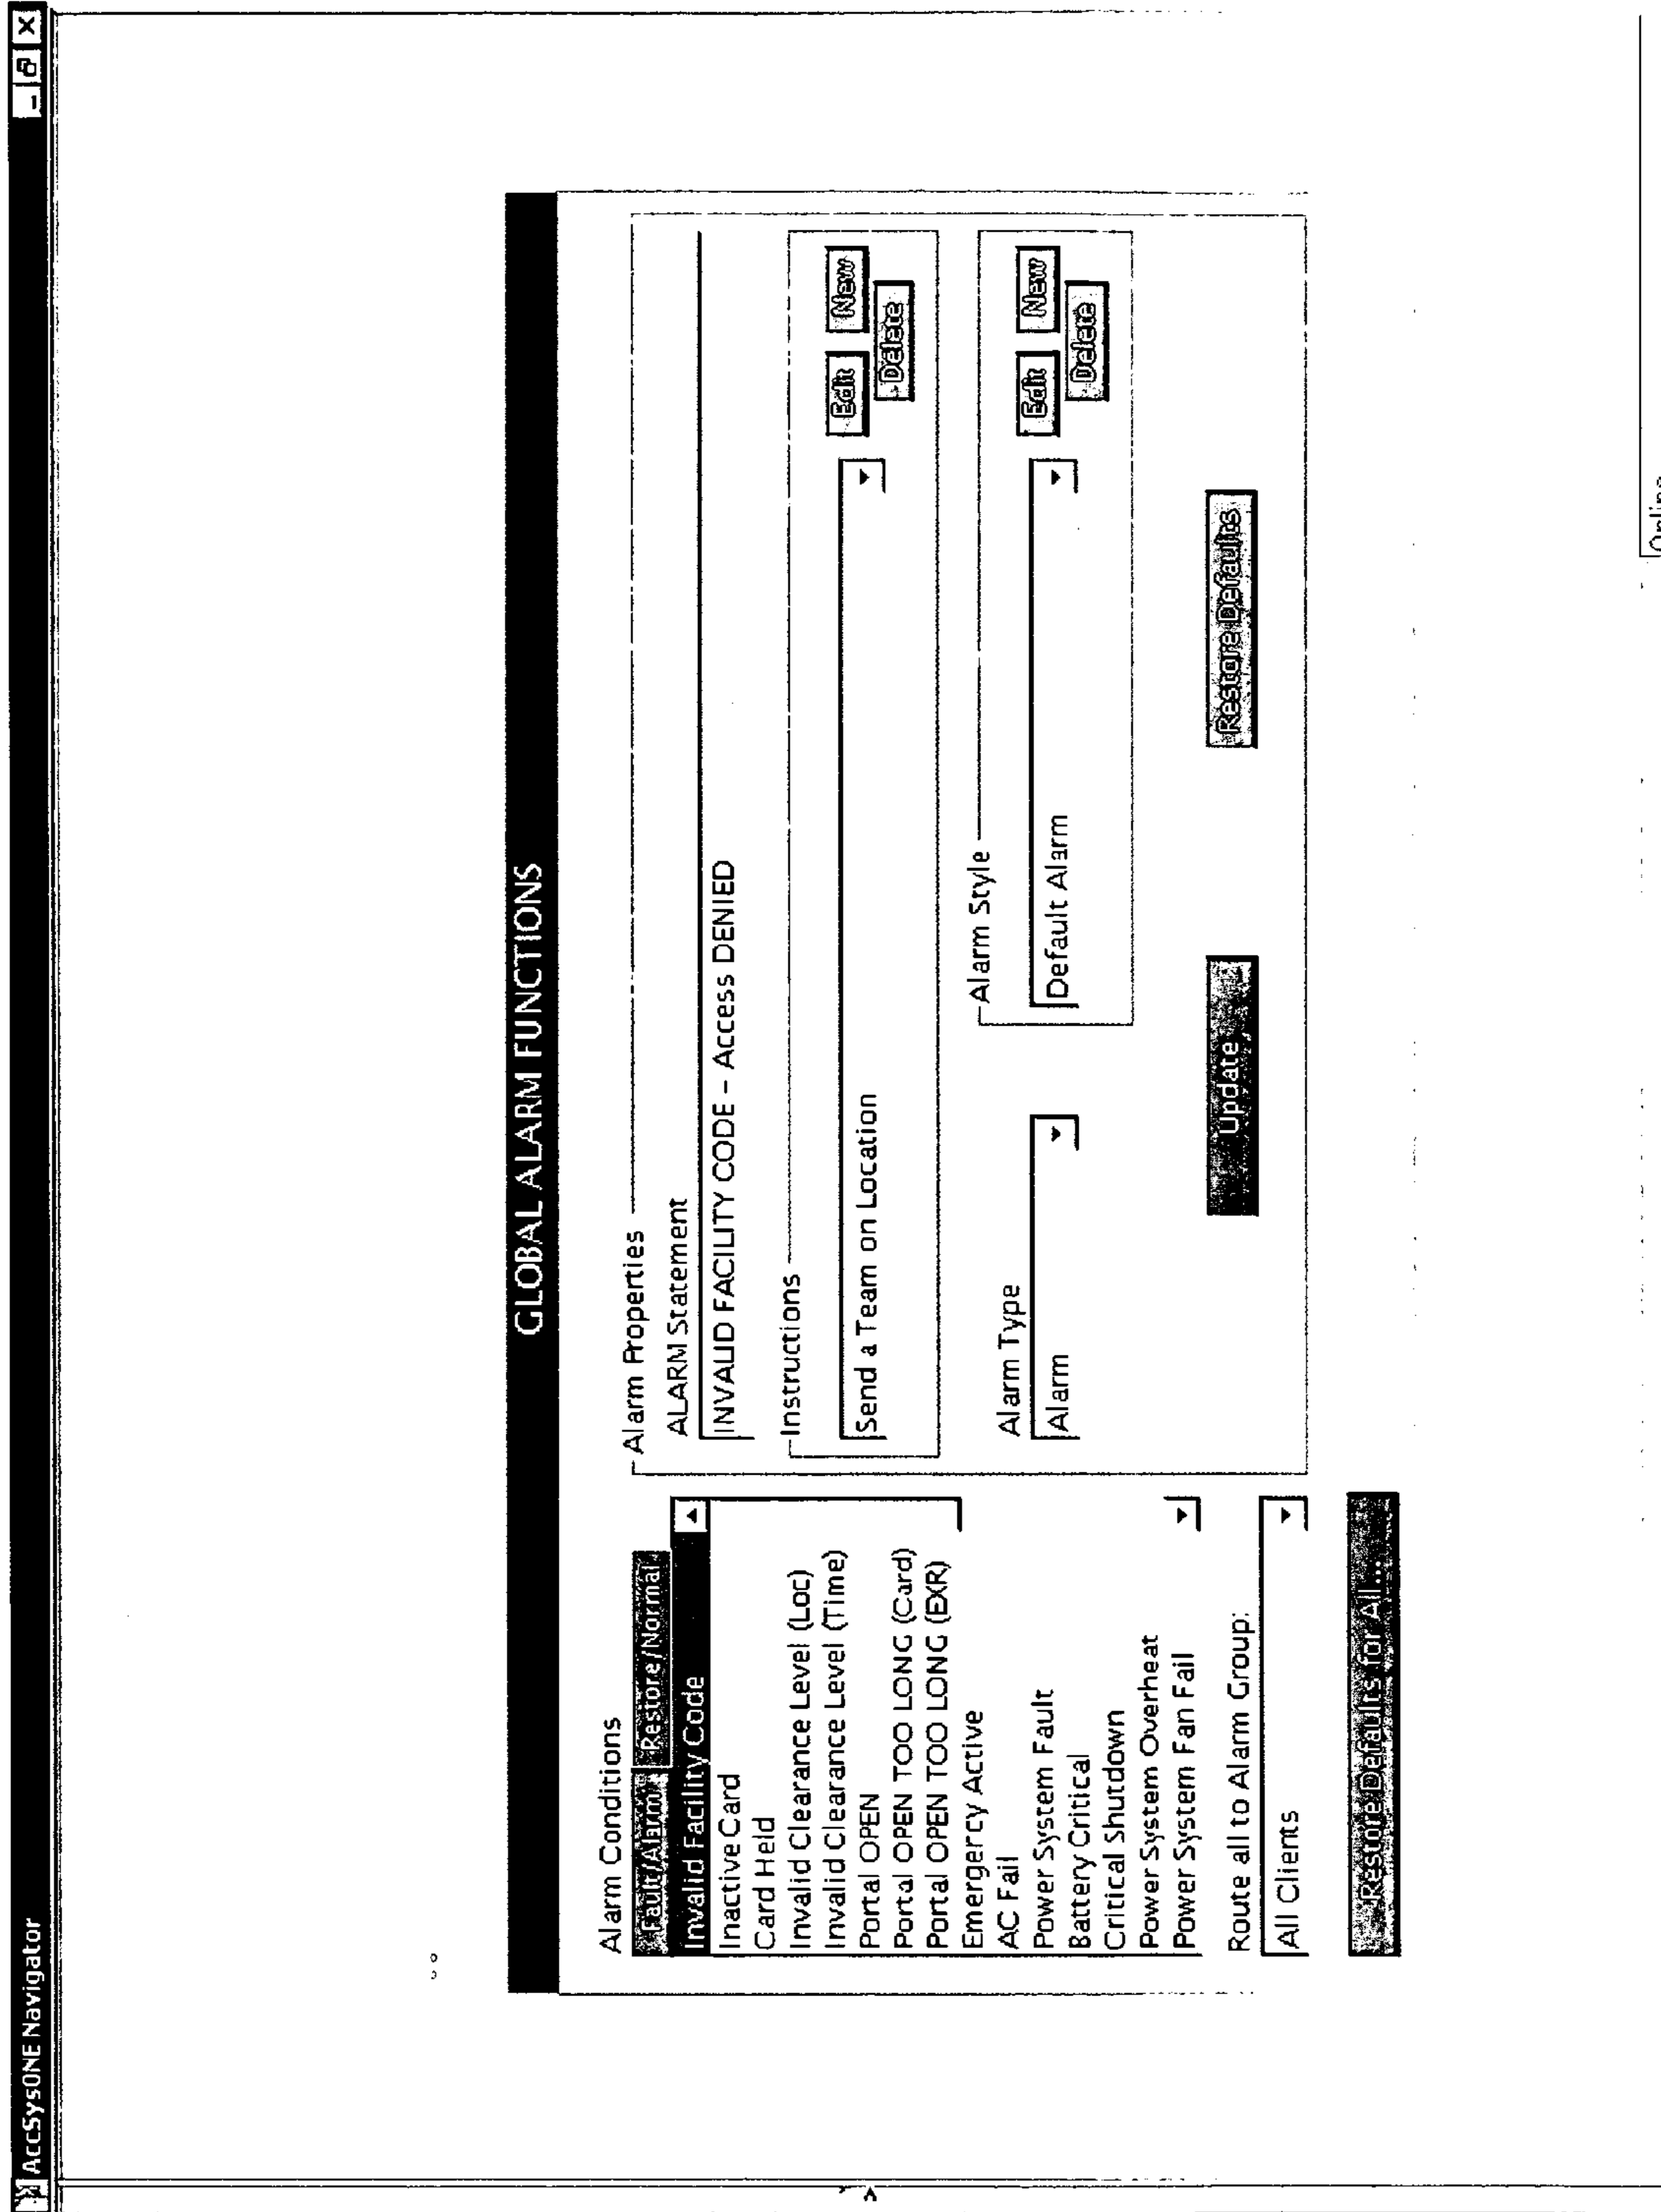 AccSysONE Navigator
GLOBAL ALARM FUNCTIONS
Alarm Conditions
Fault/Alarm Restore/Normal
Invalid Facility Code
Inactive Card
Card Held
Invalid Clearance Level (Loc)
Invalid Clearance Level (Time)
Portal OPEN
Portal OPEN TOO LONG (Card)
Portal OPEN TOO LONG (EXR)
Emergercy Active
AC Fail
Power System Fault
Battery Critical
Critical Shutdown
Power System Overheat
Power System Fan Fail
Route all to Alarm Group:
All Clients
Restore Defaults for All...
Alarm Properties
ALARM Statement
INVALID FACILITY CODE – Access DENIED
Instructions
Send a Team on Location
Edit New
Delete
Alarm Type
Alarm
Alarm Style
Default Alarm
Edit New
Delete
Update Restore Defaults
Online